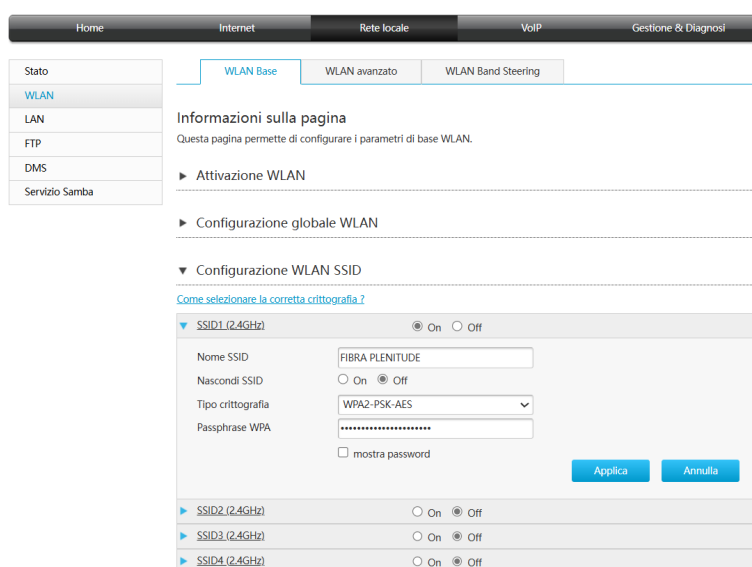 Home Internet Rete locale VoIP Gestione & Diagnosi
Stato
WLAN
LAN
FTP
DMS
Servizio Samba
WLAN Base WLAN avanzato WLAN Band Steering
Informazioni sulla pagina
Questa pagina permette di configurare i parametri di base WLAN.
Attivazione WLAN
Configurazione globale WLAN
Configurazione WLAN SSID
Come selezionare la corretta crittografia ?
SSID1 (2.4GHz) On Off
Nome SSID FIBRA PLENITUDE
Nascondi SSID On Off
Tipo crittografia WPA2-PSK-AES
Passphrase WPA ••••••••••••••••••••••
mostra password
Applica Annulla
SSID2 (2.4GHz) On Off
SSID3 (2.4GHz) On Off
SSID4 (2.4GHz) On Off